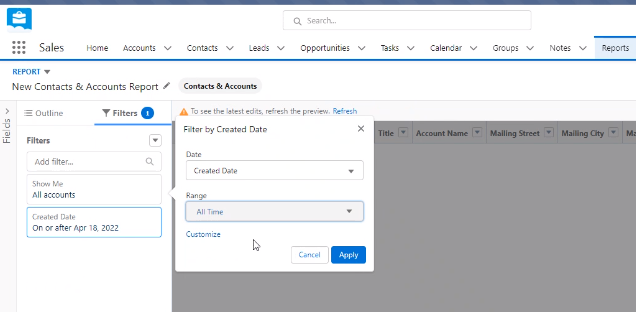 Search...
Sales Home Accounts Contacts Leads Opportunities Tasks Calendar Groups Notes Reports
REPORT
New Contacts & Accounts Report Contacts & Accounts
Fields
Outline Filters 1
To see the latest edits, refresh the preview. Refresh
Filters
Add filter...
Show Me
All accounts
Created Date
On or after Apr 18, 2022
Filter by Created Date
Date
Created Date
Range
All Time
Customize
Cancel Apply
Title Account Name Mailing Street Mailing City Ma